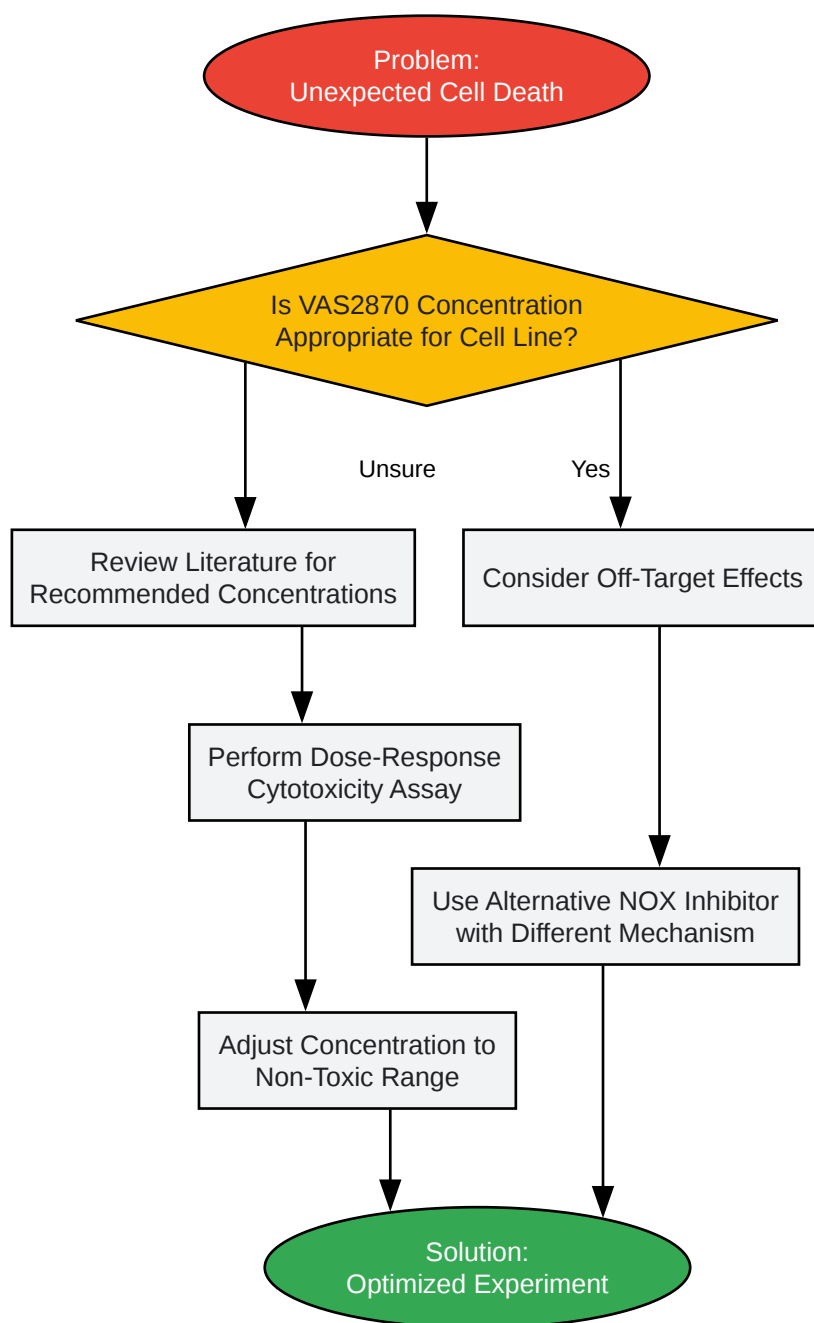 Problem:
Unexpected Cell Death
Is VAS2870 Concentration
Appropriate for Cell Line?
Unsure
Yes
Review Literature for
Recommended Concentrations
Consider Off-Target Effects
Perform Dose-Response
Cytotoxicity Assay
Use Alternative NOX Inhibitor
with Different Mechanism
Adjust Concentration to
Non-Toxic Range
Solution:
Optimized Experiment